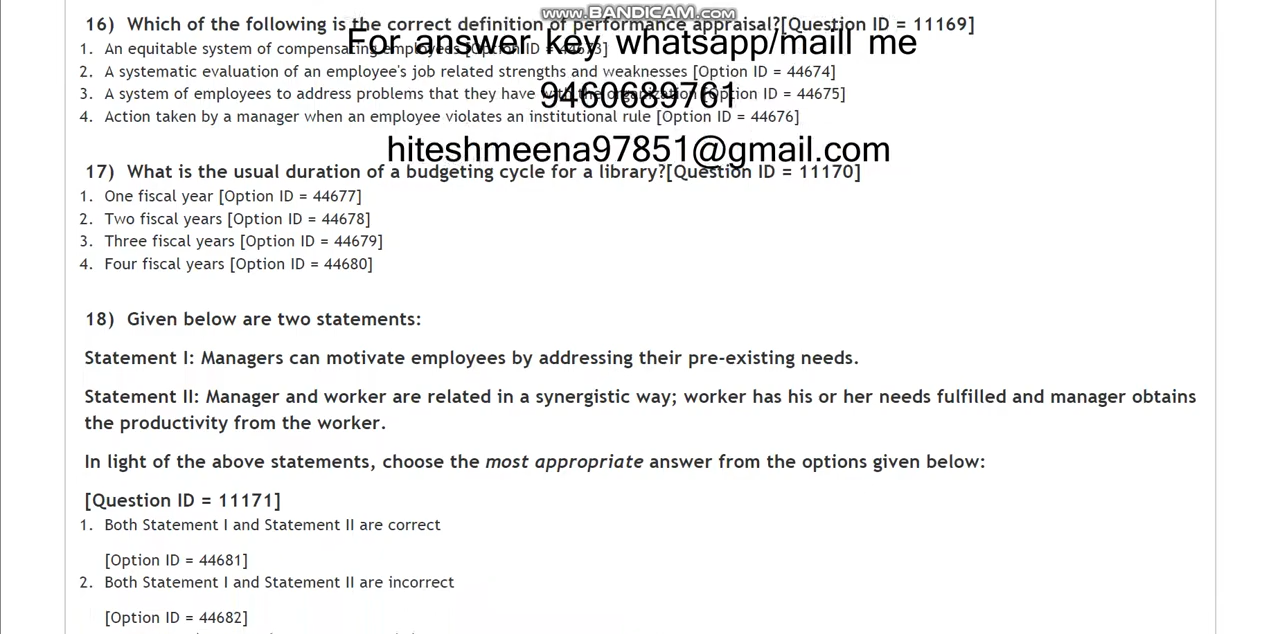 www.BANDICAM.com
16) Which of the following is the correct definition of performance appraisal?[Question ID = 11169]
For answer key whatsapp/maill me
1. An equitable system of compensating employees [Option ID = 44673]
2. A systematic evaluation of an employee's job related strengths and weaknesses [Option ID = 44674]
9460689761
3. A system of employees to address problems that they have with the organization [Option ID = 44675]
4. Action taken by a manager when an employee violates an institutional rule [Option ID = 44676]
hiteshmeena97851@gmail.com
17) What is the usual duration of a budgeting cycle for a library?[Question ID = 11170]
1. One fiscal year [Option ID = 44677]
2. Two fiscal years [Option ID = 44678]
3. Three fiscal years [Option ID = 44679]
4. Four fiscal years [Option ID = 44680]
18) Given below are two statements:
Statement I: Managers can motivate employees by addressing their pre-existing needs.
Statement II: Manager and worker are related in a synergistic way; worker has his or her needs fulfilled and manager obtains
the productivity from the worker.
In light of the above statements, choose the most appropriate answer from the options given below:
[Question ID = 11171]
1. Both Statement I and Statement II are correct
[Option ID = 44681]
2. Both Statement I and Statement II are incorrect
[Option ID = 44682]